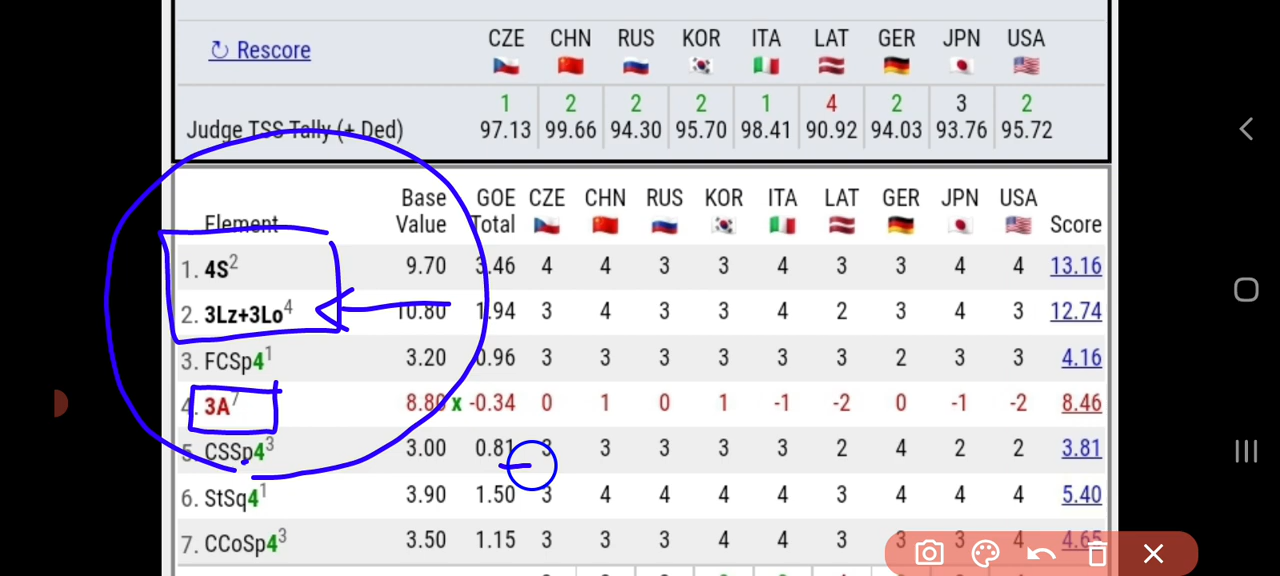 CZE CHN RUS KOR ITA LAT GER JPN USA
↻ Rescore
1 2 2 2 1 4 2 3 2
Judge TSS Tally (+ Ded) 97.13 99.66 94.30 95.70 98.41 90.92 94.03 93.76 95.72
Base GOE CZE CHN RUS KOR ITA LAT GER JPN USA
Element Value Total Score
1. 4S2 9.70 3.46 4 4 3 3 4 3 3 4 4 13.16
2. 3Lz+3Lo4 10.80 1.94 3 4 3 3 4 2 3 4 3 12.74
3. FCSp41 3.20 0.96 3 3 3 3 3 3 2 3 3 4.16
4. 3A7 8.80 x -0.34 0 1 0 1 -1 -2 0 -1 -2 8.46
5. CSSp43 3.00 0.81 3 3 3 3 3 2 4 2 2 3.81
6. StSq41 3.90 1.50 3 4 4 4 4 3 4 4 4 5.40
7. CCoSp43 3.50 1.15 3 3 3 4 4 3 3 3 4 4.65